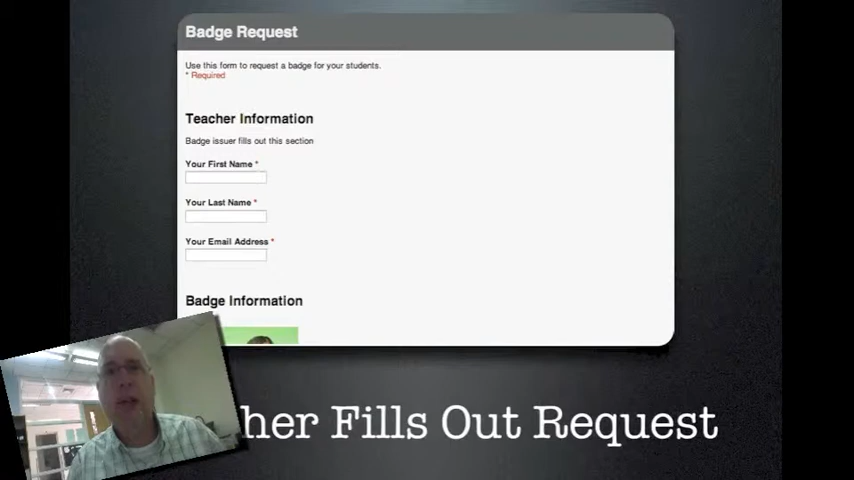 Badge Request
Use this form to request a badge for your students.
* Required
Teacher Information
Badge issuer fills out this section
Your First Name *
Your Last Name *
Your Email Address *
Badge Information
her Fills Out Request